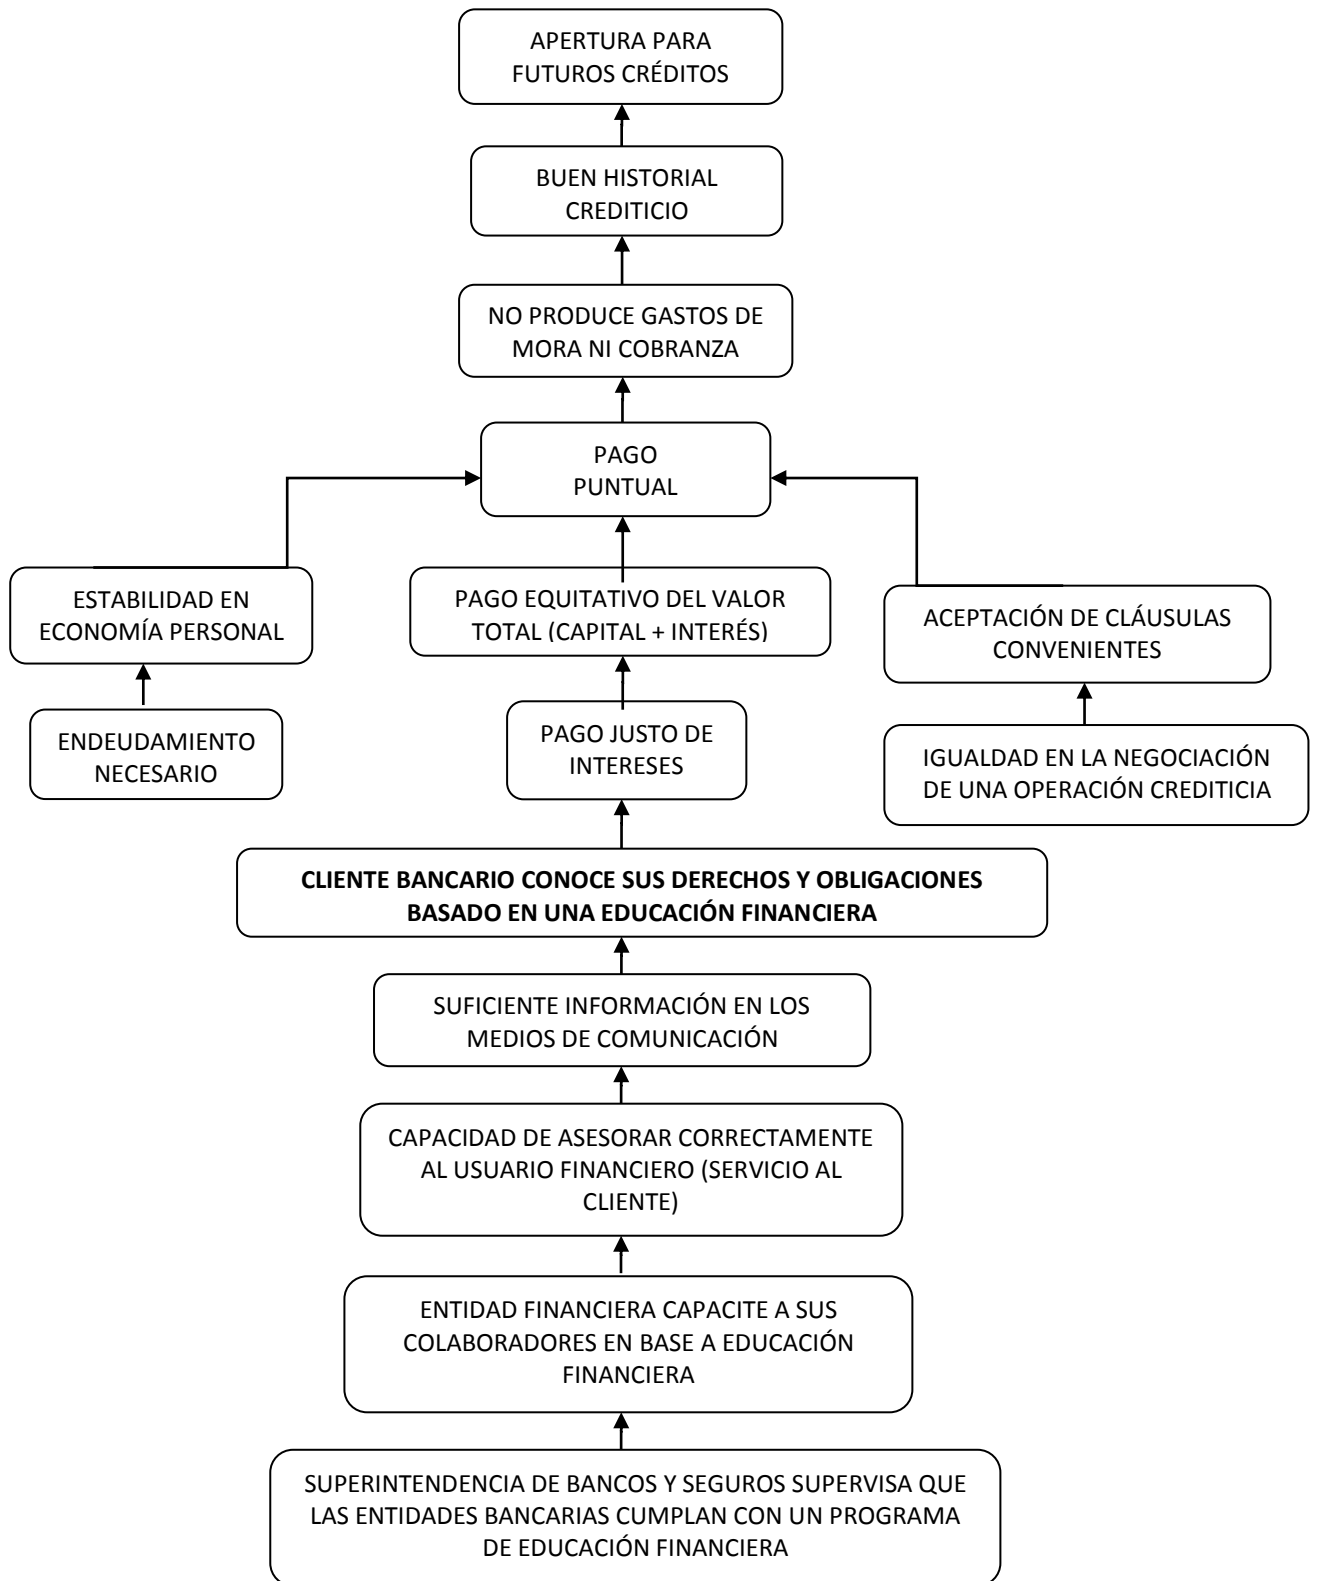 APERTURA PARA
FUTUROS CRÉDITOS
BUEN HISTORIAL
CREDITICIO
NO PRODUCE GASTOS DE
MORA NI COBRANZA
PAGO
PUNTUAL
ESTABILIDAD EN
ECONOMÍA PERSONAL
PAGO EQUITATIVO DEL VALOR
TOTAL (CAPITAL + INTERÉS)
ACEPTACIÓN DE CLÁUSULAS
CONVENIENTES
ENDEUDAMIENTO
NECESARIO
PAGO JUSTO DE
INTERESES
IGUALDAD EN LA NEGOCIACIÓN
DE UNA OPERACIÓN CREDITICIA
CLIENTE BANCARIO CONOCE SUS DERECHOS Y OBLIGACIONES
BASADO EN UNA EDUCACIÓN FINANCIERA
SUFICIENTE INFORMACIÓN EN LOS
MEDIOS DE COMUNICACIÓN
CAPACIDAD DE ASESORAR CORRECTAMENTE
AL USUARIO FINANCIERO (SERVICIO AL
CLIENTE)
ENTIDAD FINANCIERA CAPACITE A SUS
COLABORADORES EN BASE A EDUCACIÓN
FINANCIERA
SUPERINTENDENCIA DE BANCOS Y SEGUROS SUPERVISA QUE
LAS ENTIDADES BANCARIAS CUMPLAN CON UN PROGRAMA
DE EDUCACIÓN FINANCIERA